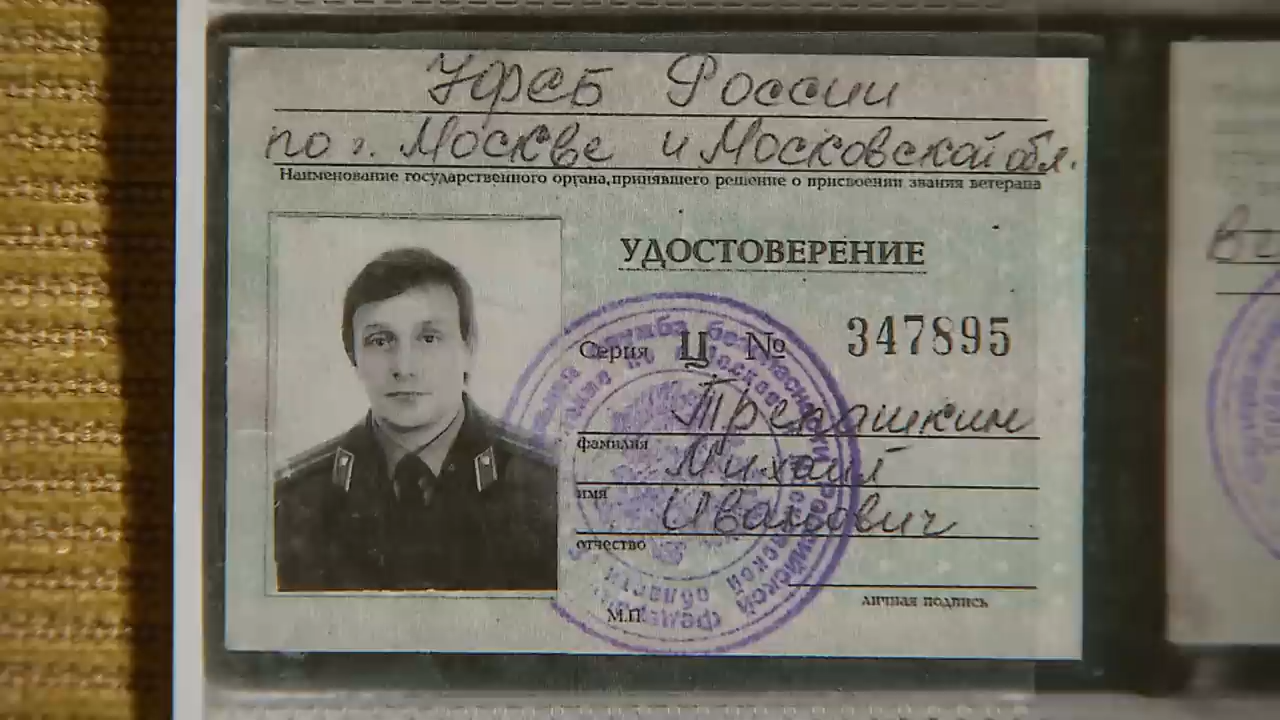 УФСБ России
по г. Москве и Московской обл.
Наименование государственного органа, принявшего решение о присвоении звания ветерана
УДОСТОВЕРЕНИЕ
Серия Ц № 347895
Трепашкин
фамилия
Михаил
имя
Иванович
отчество
личная подпись
М.П.